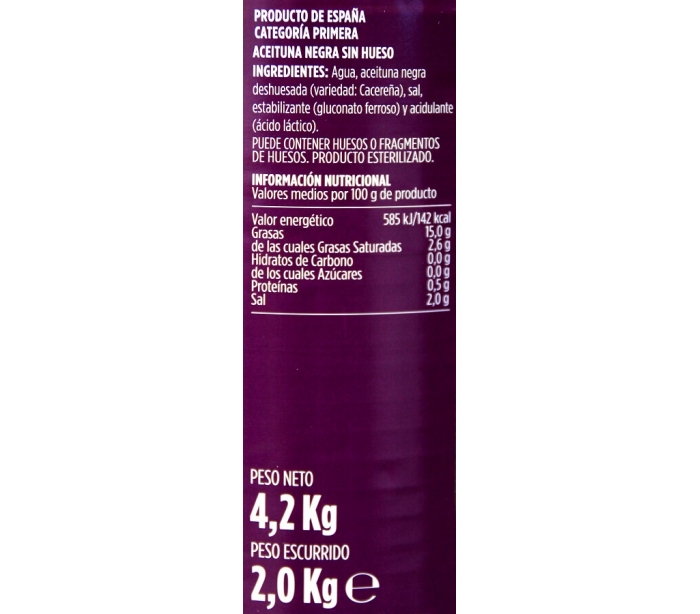 PRODUCTO DE ESPAÑA
CATEGORÍA PRIMERA
ACEITUNA NEGRA SIN HUESO
INGREDIENTES: Agua, aceituna negra
deshuesada (variedad: Cacereña), sal,
estabilizante (gluconato ferroso) y acidulante
(ácido láctico).
PUEDE CONTENER HUESOS O FRAGMENTOS
DE HUESOS. PRODUCTO ESTERILIZADO.
INFORMACIÓN NUTRICIONAL
Valores medios por 100 g de producto
Valor energético 585 kJ/142 kcal
Grasas 15,0 g
de las cuales Grasas Saturadas 2,6 g
Hidratos de Carbono 0,0 g
de los cuales Azúcares 0,0 g
Proteínas 0,5 g
Sal 2,0 g
PESO NETO
4,2 Kg
PESO ESCURRIDO
2,0 Kg ℮